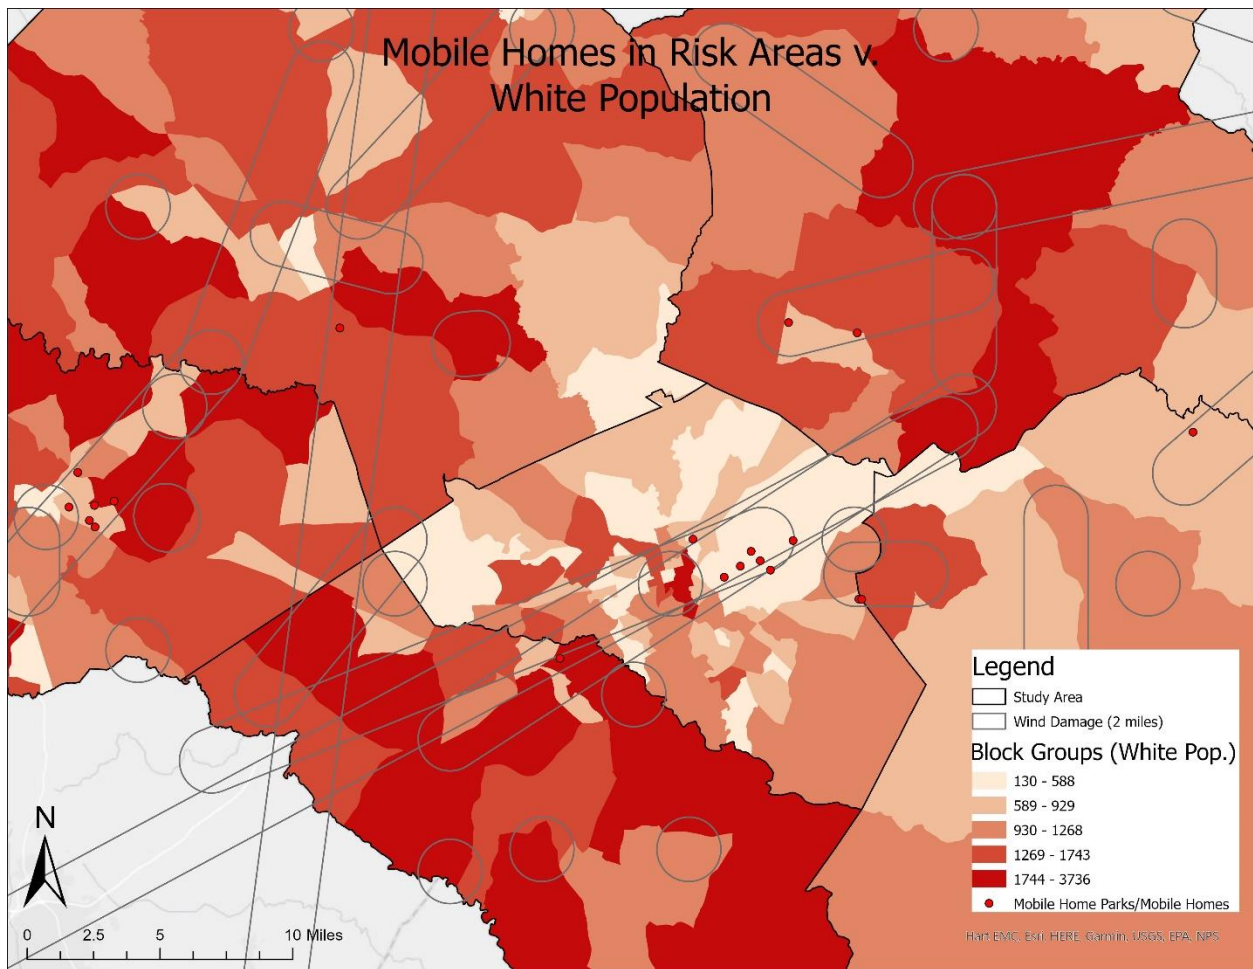 Mobile Homes in Risk Areas v.
White Population
Legend
Study Area
Wind Damage (2 miles)
Block Groups (White Pop.)
130 - 588
589 - 929
930 - 1268
1269 - 1743
1744 - 3736
Mobile Home Parks/Mobile Homes
N
0 2.5 5 10 Miles
Hart EMC, Esri, HERE, Garmin, USGS, EPA, NPS